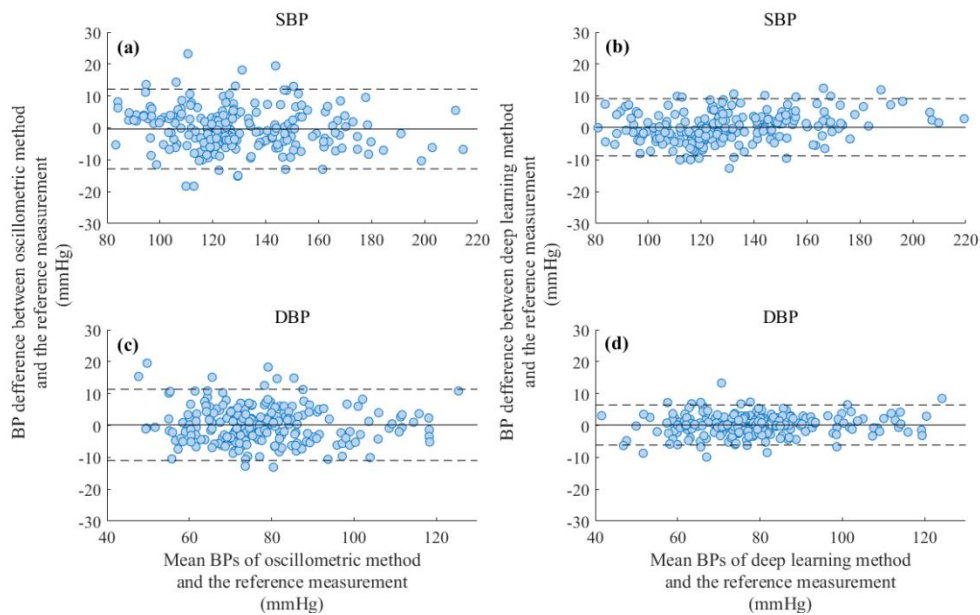 SBP
(a)
30
20
10
0
-10
-20
-30
80 100 120 140 160 180 200 220
SBP
(b)
30
20
10
0
-10
-20
-30
80 100 120 140 160 180 200 220
BP defference between oscillometric method
and the reference measurement
(mmHg)
BP defference between deep learning method
and the reference measurement
(mmHg)
DBP
(c)
30
20
10
0
-10
-20
-30
60 80 100 120
Mean BPs of oscillometric method
and the reference measurement
(mmHg)
DBP
(d)
30
20
10
0
-10
-20
-30
40 60 80 100 120
Mean BPs of deep learning method
and the reference measurement
(mmHg)